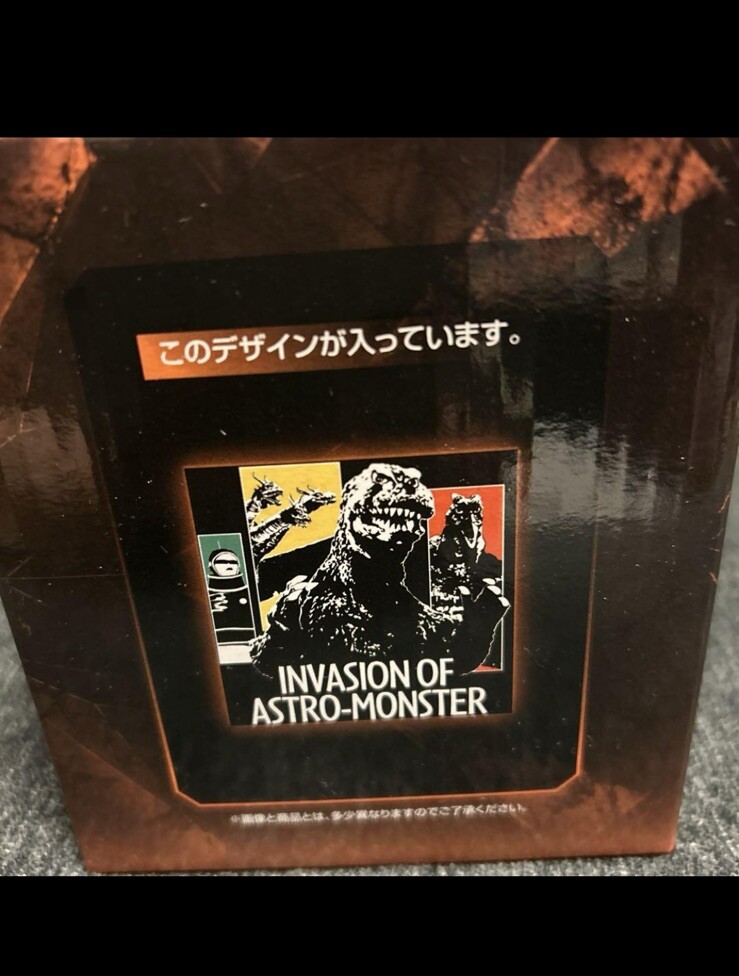 このデザインが入っています。
INVASION OF
ASTRO-MONSTER
※画像と商品とは、多少異なりますのでご了承ください。